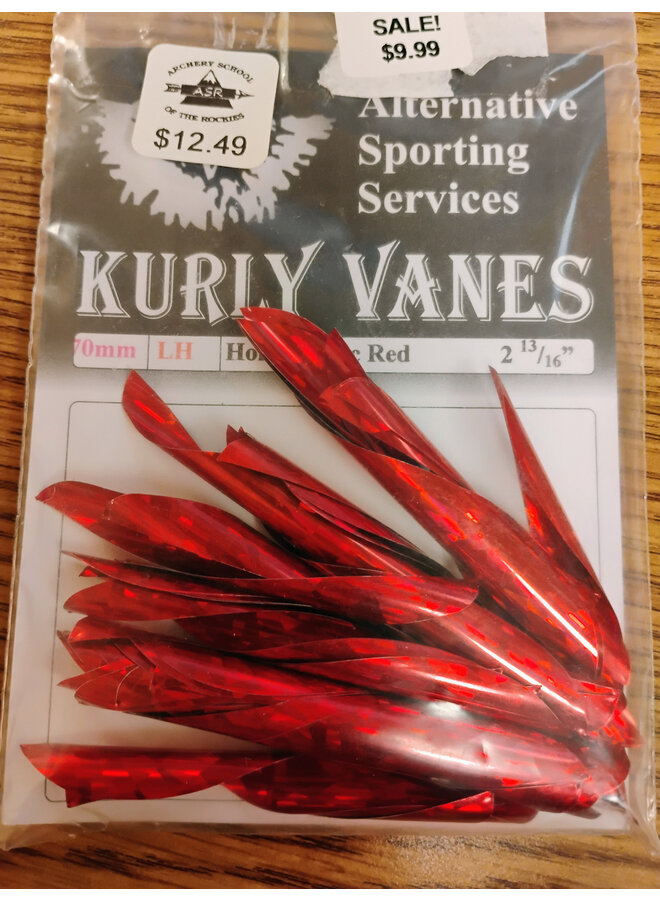 SALE!
$9.99
ARCHERY SCHOOL
ASR
OF THE ROCKIES
$12.49
Alternative
Sporting
Services
KURLY VANES
70mm LH Red 2 13/16”